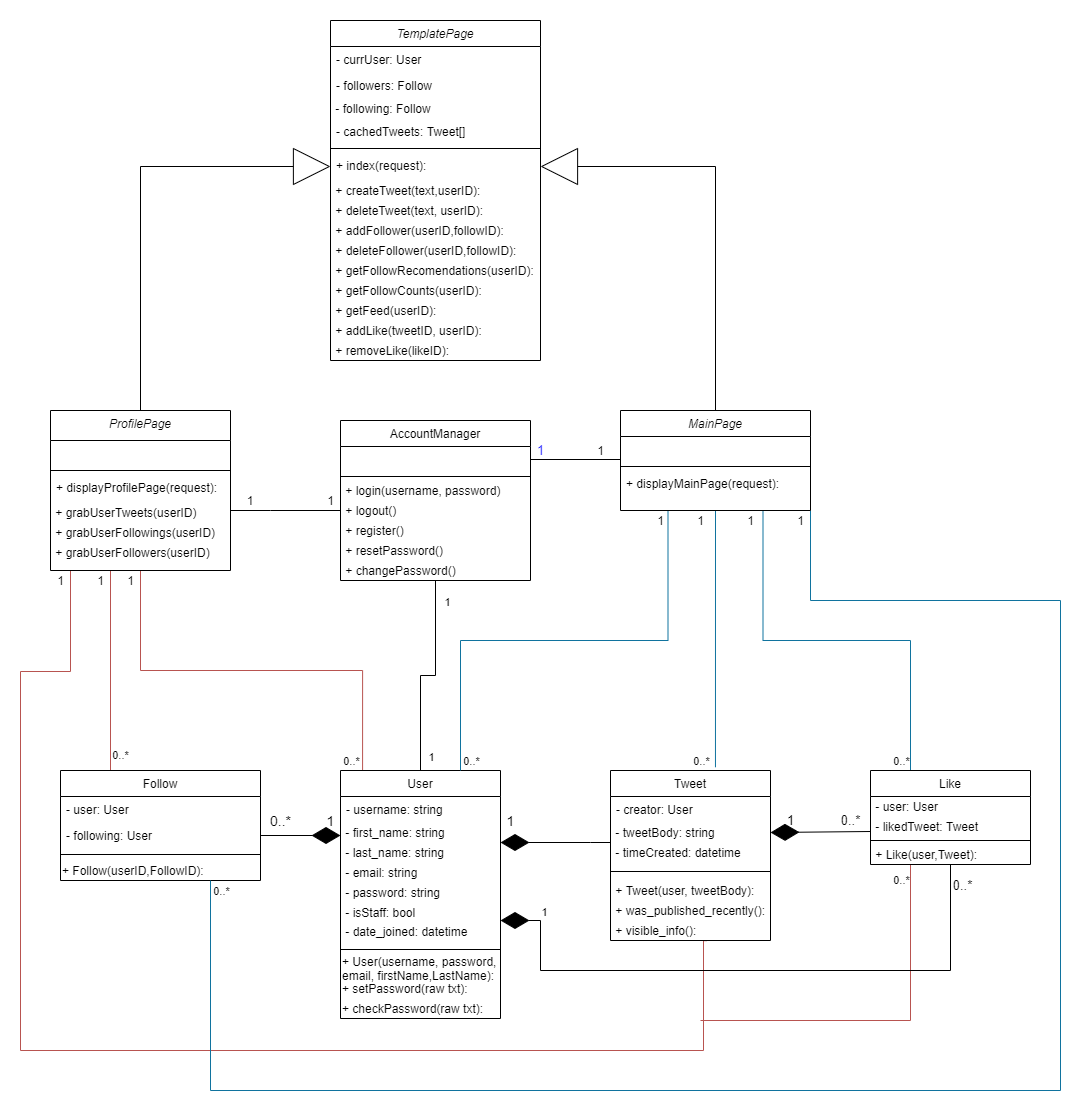 TemplatePage
- currUser: User
- followers: Follow
- following: Follow
- cachedTweets: Tweet[]
+ index(request):
+ createTweet(text,userID):
+ deleteTweet(text, userID):
+ addFollower(userID,followID):
+ deleteFollower(userID,followID):
+ getFollowRecomendations(userID):
+ getFollowCounts(userID):
+ getFeed(userID):
+ addLike(tweetID, userID):
+ removeLike(likeID):
ProfilePage
+ displayProfilePage(request):
+ grabUserTweets(userID)
+ grabUserFollowings(userID)
+ grabUserFollowers(userID)
1
1
AccountManager
+ login(username, password)
+ logout()
+ register()
+ resetPassword()
+ changePassword()
1
1
MainPage
+ displayMainPage(request):
1
1
1
1
1
1
1
1
0..*
0..*
1
0..*
0..*
0..*
Follow
- user: User
- following: User
+ Follow(userID,FollowID):
0..*
0..*
1
User
- username: string
- first_name: string
- last_name: string
- email: string
- password: string
- isStaff: bool
- date_joined: datetime
+ User(username, password,
email, firstName,LastName):
+ setPassword(raw txt):
+ checkPassword(raw txt):
1
1
Tweet
- creator: User
- tweetBody: string
- timeCreated: datetime
+ Tweet(user, tweetBody):
+ was_published_recently():
+ visible_info():
1
0..*
Like
- user: User
- likedTweet: Tweet
+ Like(user,Tweet):
0..*
0..*